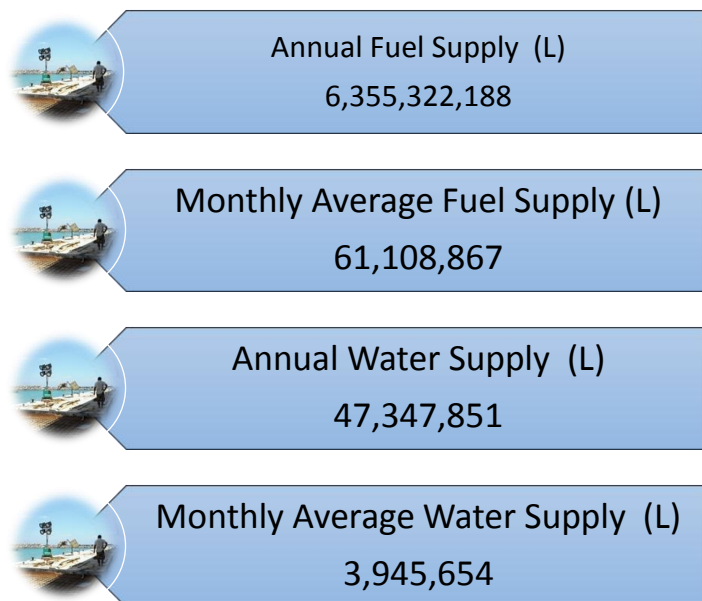 Annual Fuel Supply (L)
6,355,322,188
Monthly Average Fuel Supply (L)
61,108,867
Annual Water Supply (L)
47,347,851
Monthly Average Water Supply (L)
3,945,654